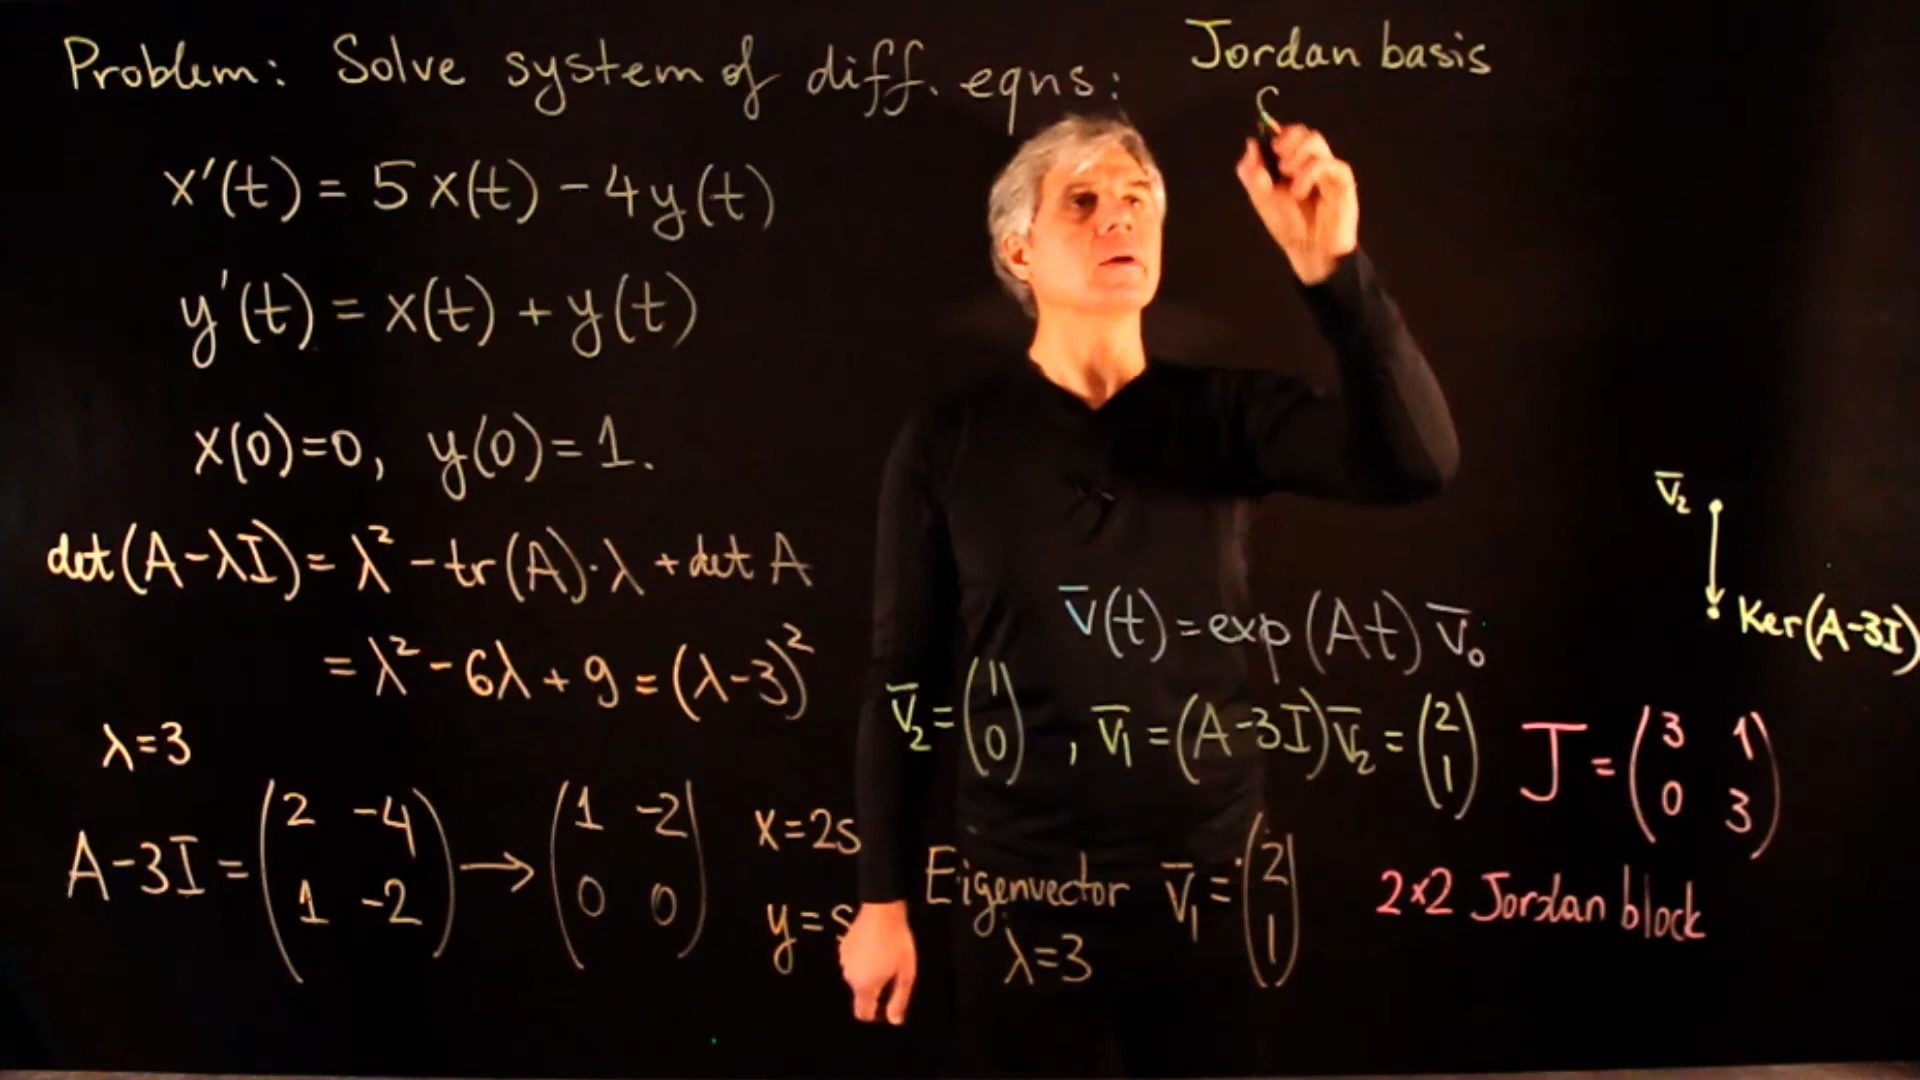 Problem: Solve system of diff. eqns:
x'(t) = 5x(t) - 4y(t)
y'(t) = x(t) + y(t)
x(0)=0, y(0)=1.
det(A-λI) = λ² - tr(A)·λ + det A
= λ² - 6λ + 9 = (λ-3)²
λ=3
A-3I = (2 -4; 1 -2) → (1 -2; 0 0)
x=2s
y=s
Jordan basis
v̄₂
Ker(A-3I)
v̄(t) = exp(At) v̄₀
v̄₂ = (1; 0), v̄₁ = (A-3I)v̄₂ = (2; 1)
J = (3 1; 0 3)
Eigenvector v̄₁ = (2; 1)
λ=3
2×2 Jordan block